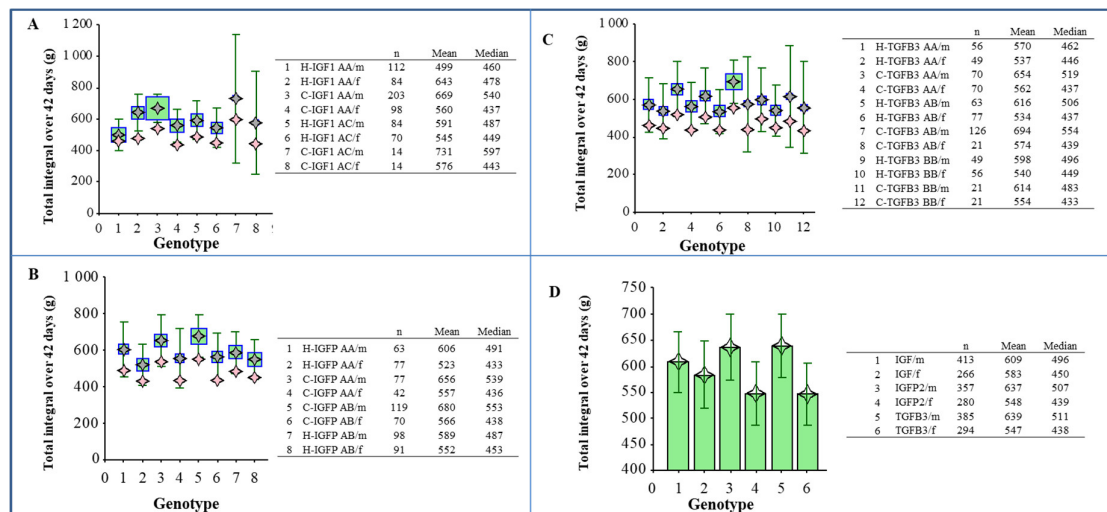 A
Total integral over 42 days (g)
1 200
1 000
800
600
400
200
0
0 1 2 3 4 5 6 7 8 9
Genotype
n Mean Median
1 H-IGF1 AA/m 112 499 460
2 H-IGF1 AA/f 84 643 478
3 C-IGF1 AA/m 203 669 540
4 C-IGF1 AA/f 98 560 437
5 H-IGF1 AC/m 84 591 487
6 H-IGF1 AC/f 70 545 449
7 C-IGF1 AC/m 14 731 597
8 C-IGF1 AC/f 14 576 443
C
Total integral over 42 days (g)
1 000
800
600
400
200
0
0 2 4 6 8 10 12
Genotype
n Mean Median
1 H-TGFB3 AA/m 56 570 462
2 H-TGFB3 AA/f 49 537 446
3 C-TGFB3 AA/m 70 654 519
4 C-TGFB3 AA/f 70 562 437
5 H-TGFB3 AB/m 63 616 506
6 H-TGFB3 AB/f 77 534 437
7 C-TGFB3 AB/m 126 694 554
8 C-TGFB3 AB/f 21 574 439
9 H-TGFB3 BB/m 49 598 496
10 H-TGFB3 BB/f 56 540 449
11 C-TGFB3 BB/m 21 614 483
12 C-TGFB3 BB/f 21 554 433
B
Total integral over 42 days (g)
1 000
800
600
400
200
0
0 1 2 3 4 5 6 7 8
Genotype
n Mean Median
1 H-IGFP AA/m 63 606 491
2 H-IGFP AA/f 77 523 433
3 C-IGFP AA/m 77 656 539
4 C-IGFP AA/f 42 557 436
5 C-IGFP AB/m 119 680 553
6 C-IGFP AB/f 70 566 438
7 H-IGFP AB/m 98 589 487
8 H-IGFP AB/f 91 552 453
D
Total integral over 42 days (g)
750
700
650
600
550
500
450
400
0 1 2 3 4 5 6
Genotype
n Mean Median
1 IGF/m 413 609 496
2 IGF/f 266 583 450
3 IGFP2/m 357 637 507
4 IGFP2/f 280 548 439
5 TGFB3/m 385 639 511
6 TGFB3/f 294 547 438